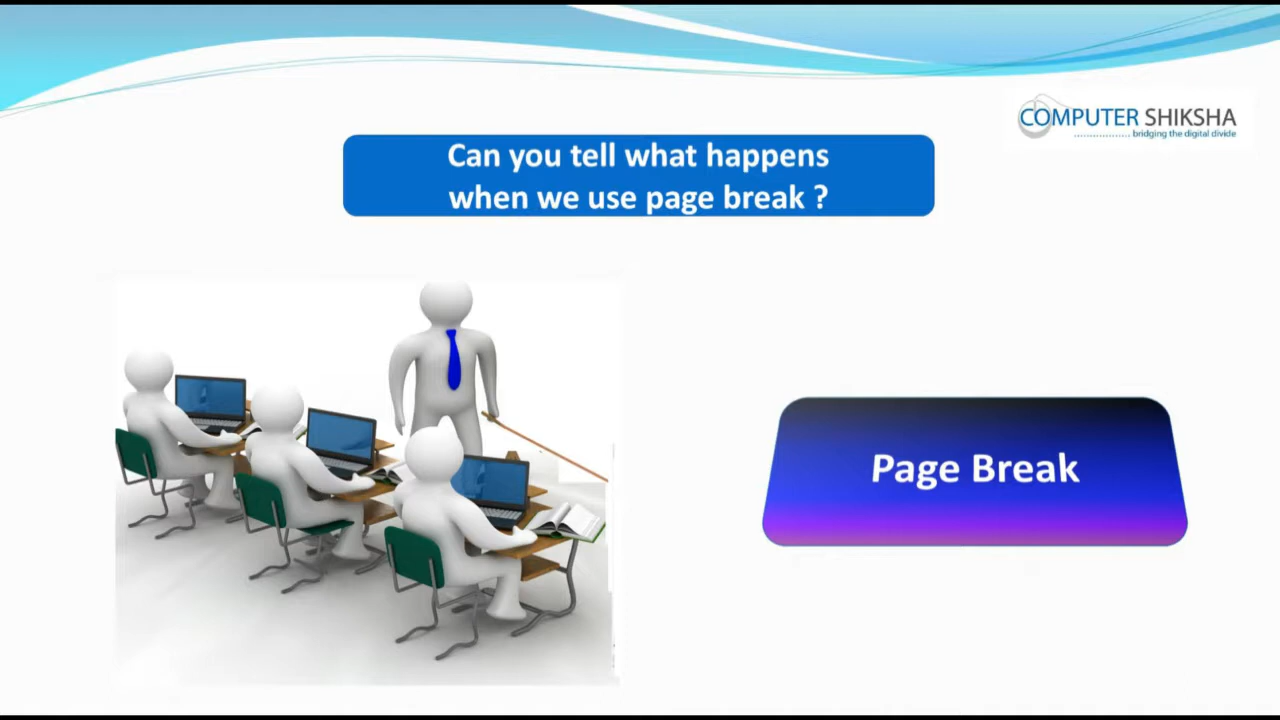 COMPUTER SHIKSHA
bridging the digital divide
Can you tell what happens
when we use page break ?
Page Break